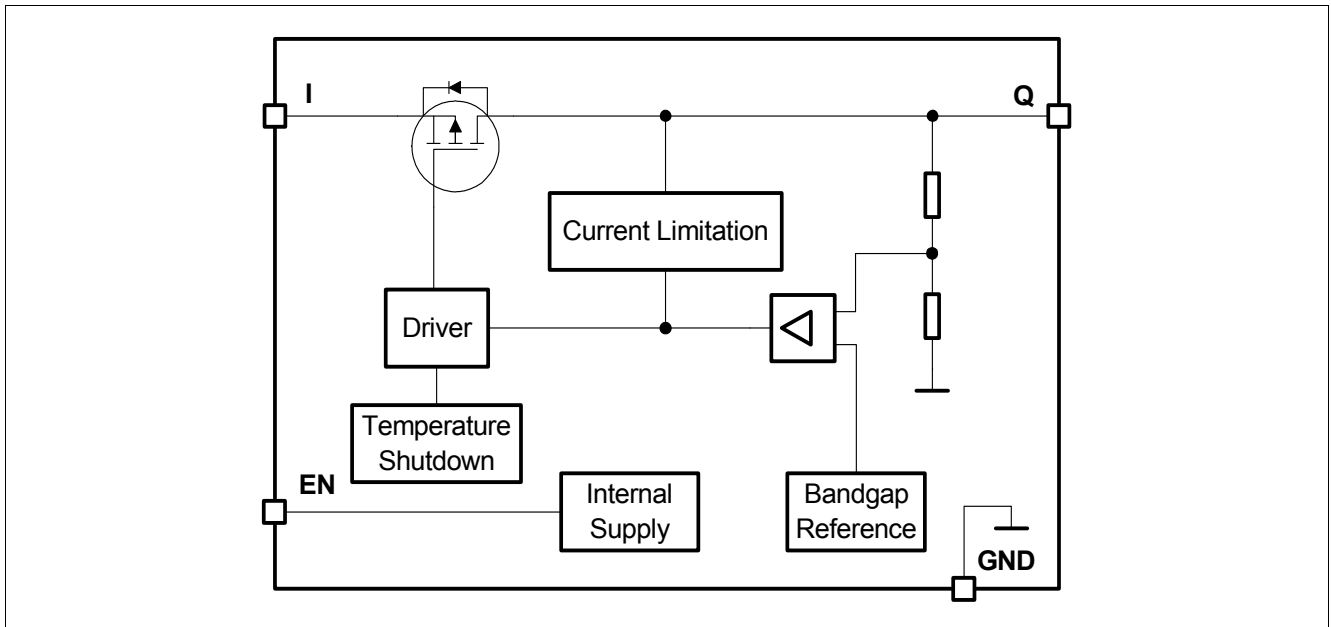 I
Q
Current Limitation
Driver
Temperature
Shutdown
EN
Internal
Supply
Bandgap
Reference
GND